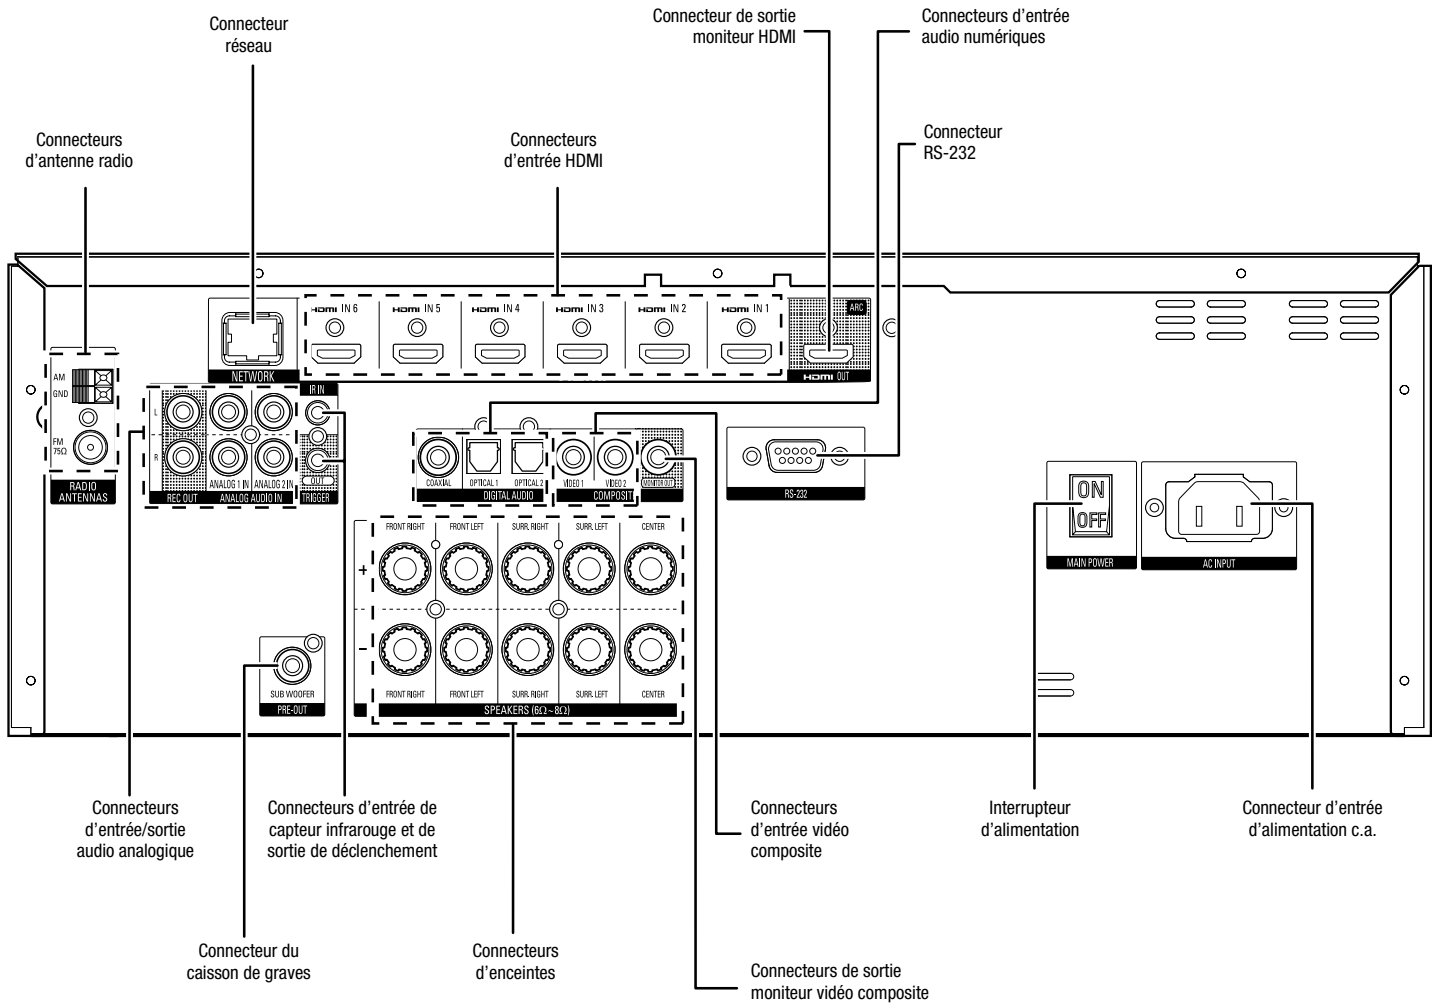 Connecteur
réseau
Connecteur de sortie
moniteur HDMI
Connecteurs d'entrée
audio numériques
Connecteurs
d'antenne radio
Connecteurs
d'entrée HDMI
Connecteur
RS-232
HDMI IN 6
HDMI IN 5
HDMI IN 4
HDMI IN 3
HDMI IN 2
HDMI IN 1
ARC
NETWORK
HDMI OUT
AM
GND
FM
75Ω
RADIO
ANTENNAS
L
R
REC OUT
ANALOG 1 IN
ANALOG 2 IN
ANALOG AUDIO IN
IR IN
OUT
TRIGGER
COAXIAL
OPTICAL 1
OPTICAL 2
DIGITAL AUDIO
VIDEO 1
VIDEO 2
COMPOSIT
MONITOR OUT
RS-232
ON
OFF
MAIN POWER
AC INPUT
FRONT RIGHT
FRONT LEFT
SURR. RIGHT
SURR. LEFT
CENTER
+
−
FRONT RIGHT
FRONT LEFT
SURR. RIGHT
SURR. LEFT
CENTER
SPEAKERS (6Ω~8Ω)
SUB WOOFER
PRE-OUT
Connecteurs
d'entrée/sortie
audio analogique
Connecteurs d'entrée de
capteur infrarouge et de
sortie de déclenchement
Connecteurs
d'entrée vidéo
composite
Interrupteur
d'alimentation
Connecteur d'entrée
d'alimentation c.a.
Connecteur du
caisson de graves
Connecteurs
d'enceintes
Connecteurs de sortie
moniteur vidéo composite